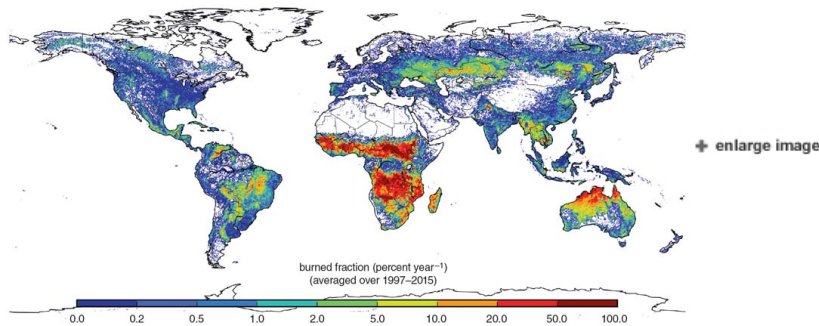 + enlarge image
burned fraction (percent year−1)
(averaged over 1997–2015)
0.0 0.2 0.5 1.0 2.0 5.0 10.0 20.0 50.0 100.0